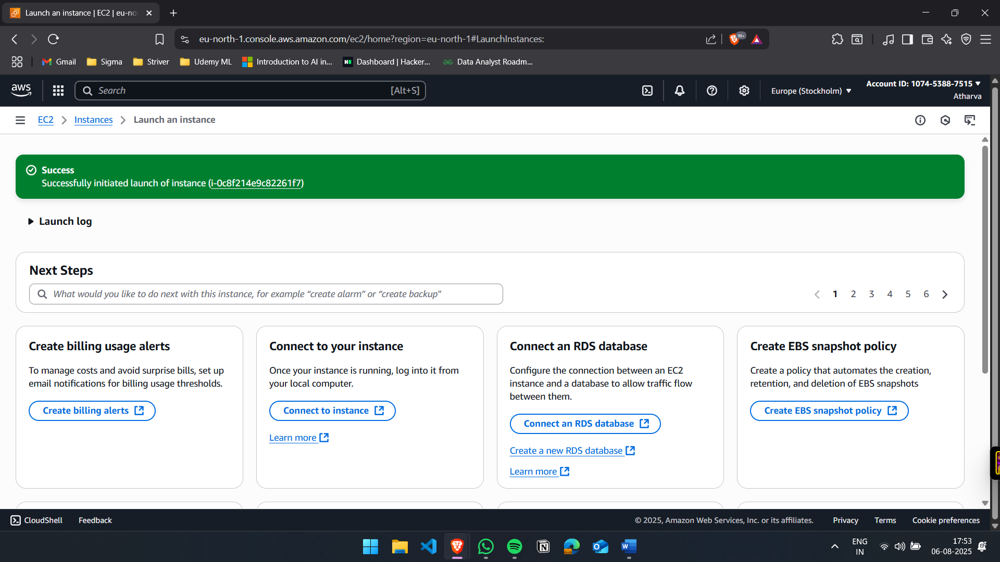 Launch an instance | EC2 | eu-no
eu-north-1.console.aws.amazon.com/ec2/home?region=eu-north-1#LaunchInstances:
99+
Gmail
Sigma
Striver
Udemy ML
Introduction to AI in...
Dashboard | Hacker...
Data Analyst Roadm...
aws
Search
[Alt+S]
Europe (Stockholm)
Account ID: 1074-5388-7515
Atharva
EC2
Instances
Launch an instance
Success
Successfully initiated launch of instance (i-0c8f214e9c82261f7)
Launch log
Next Steps
What would you like to do next with this instance, for example “create alarm” or “create backup"
1 2 3 4 5 6
Create billing usage alerts
To manage costs and avoid surprise bills, set up
email notifications for billing usage thresholds.
Create billing alerts
Connect to your instance
Once your instance is running, log into it from
your local computer.
Connect to instance
Learn more
Connect an RDS database
Configure the connection between an EC2
instance and a database to allow traffic flow
between them.
Connect an RDS database
Create a new RDS database
Learn more
Create EBS snapshot policy
Create a policy that automates the creation,
retention, and deletion of EBS snapshots
Create EBS snapshot policy
CloudShell
Feedback
© 2025, Amazon Web Services, Inc. or its affiliates.
Privacy
Terms
Cookie preferences
ENG
IN
17:53
06-08-2025